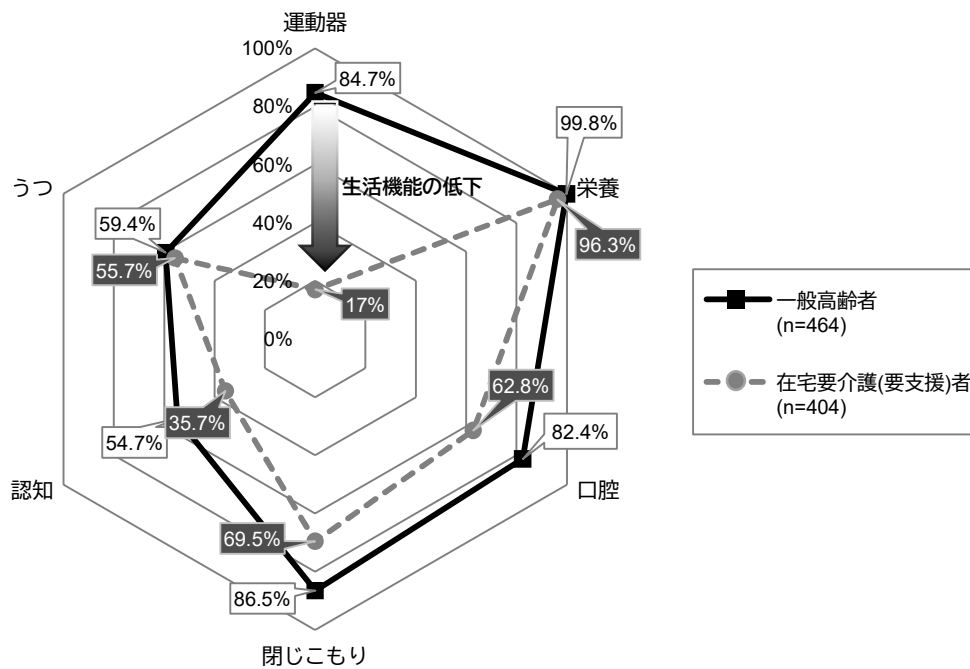 運動器
100%
84.7%
80%
99.8%
60%
栄養
うつ
生活機能の低下
59.4%
40%
96.3%
55.7%
20%
17%
一般高齢者
(n=464)
0%
62.8%
在宅要介護(要支援)者
(n=404)
35.7%
82.4%
54.7%
認知
口腔
69.5%
86.5%
閉じこもり